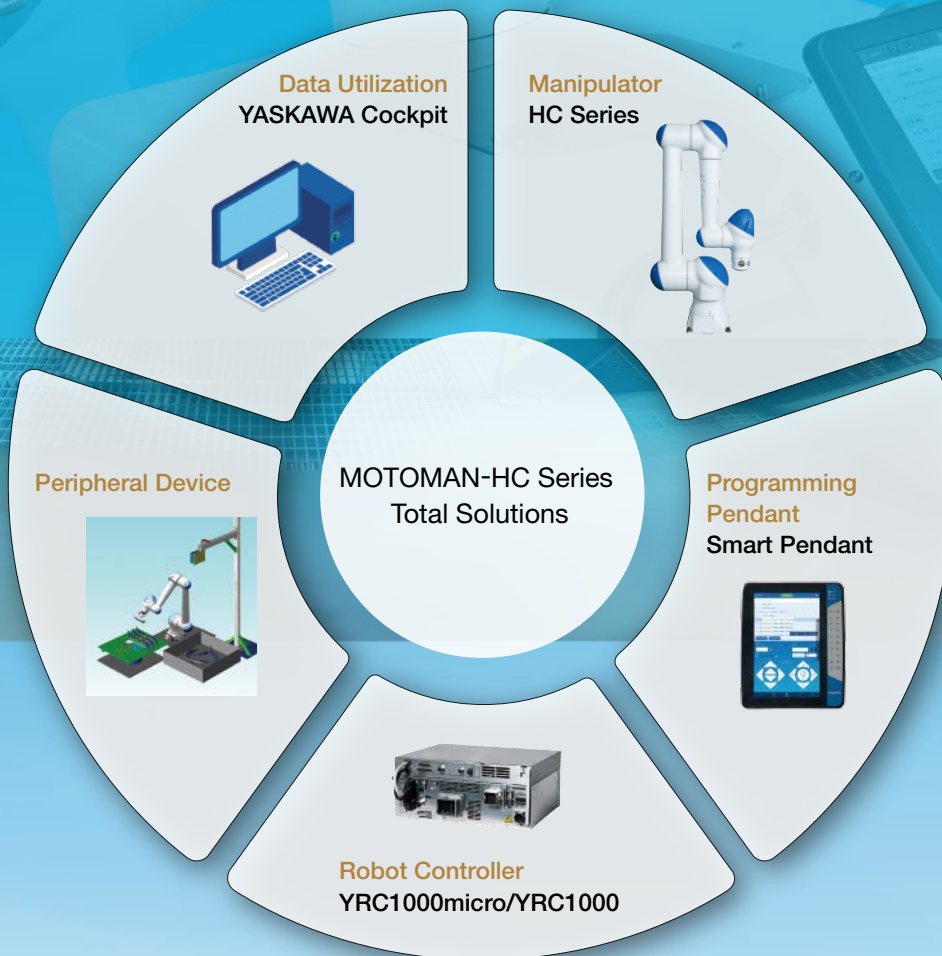 Data Utilization
YASKAWA Cockpit
Manipulator
HC Series
Peripheral Device
MOTOMAN-HC Series
Total Solutions
Programming
Pendant
Smart Pendant
Robot Controller
YRC1000micro/YRC1000